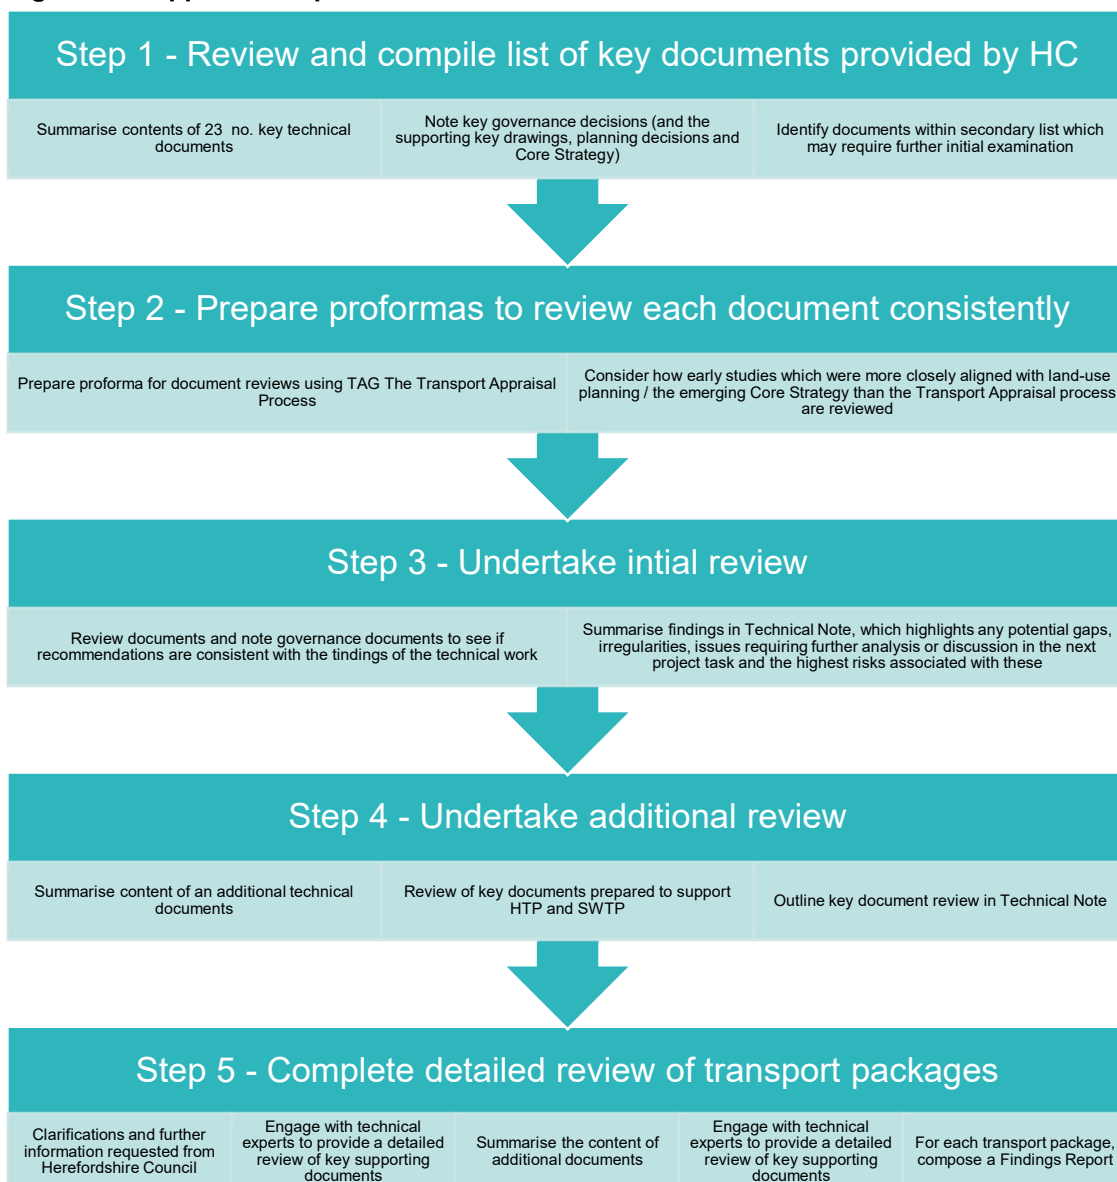 Step 1 - Review and compile list of key documents provided by HC
Summarise contents of 23 no. key technical
documents
Note key governance decisions (and the
supporting key drawings, planning decisions and
Core Strategy)
Identify documents within secondary list which
may require further initial examination
Step 2 - Prepare proformas to review each document consistently
Prepare proforma for document reviews using TAG The Transport Appraisal
Process
Consider how early studies which were more closely aligned with land-use
planning / the emerging Core Strategy than the Transport Appraisal process
are reviewed
Step 3 - Undertake intial review
Review documents and note governance documents to see if
recommendations are consistent with the tindings of the technical work
Summarise findings in Technical Note, which highlights any potential gaps,
irregularities, issues requiring further analysis or discussion in the next
project task and the highest risks associated with these
Step 4 - Undertake additional review
Summarise content of an additional technical
documents
Review of key documents prepared to support
HTP and SWTP
Outline key document review in Technical Note
Step 5 - Complete detailed review of transport packages
Clarifications and further
information requested from
Herefordshire Council
Engage with technical
experts to provide a detailed
review of key supporting
documents
Summarise the content of
additional documents
Engage with technical
experts to provide a detailed
review of key supporting
documents
For each transport package,
compose a Findings Report